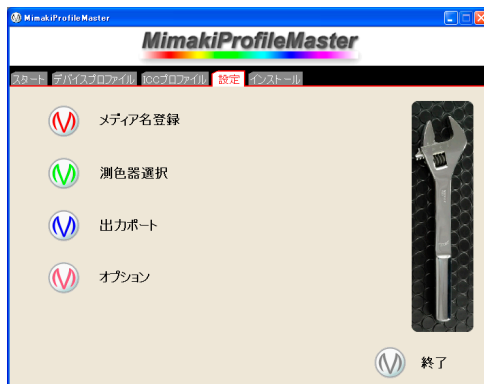 MimakiProfileMaster
MimakiProfileMaster
スタート デバイスプロファイル iccプロファイル 設定 インストール
メディア名登録
測色器選択
出力ポート
オプション
終了